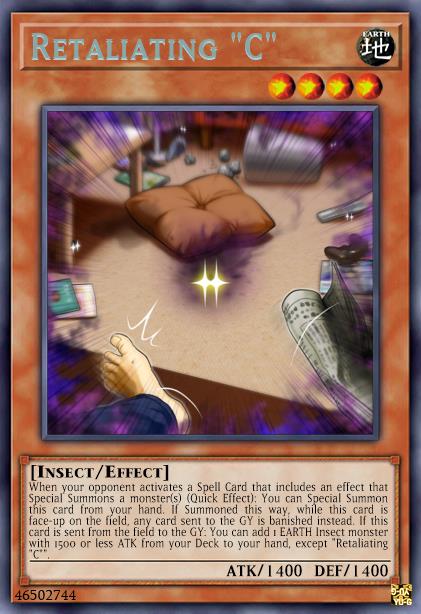 RETALIATING "C"
EARTH
地
[INSECT/EFFECT]
When your opponent activates a Spell Card that includes an effect that
Special Summons a monster(s) (Quick Effect): You can Special Summon
this card from your hand. If Summoned this way, while this card is
face-up on the field, any card sent to the GY is banished instead. If this
card is sent from the field to the GY: You can add 1 EARTH Insect monster
with 1500 or less ATK from your Deck to your hand, except "Retaliating
"C"".
ATK/1400 DEF/1400
46502744